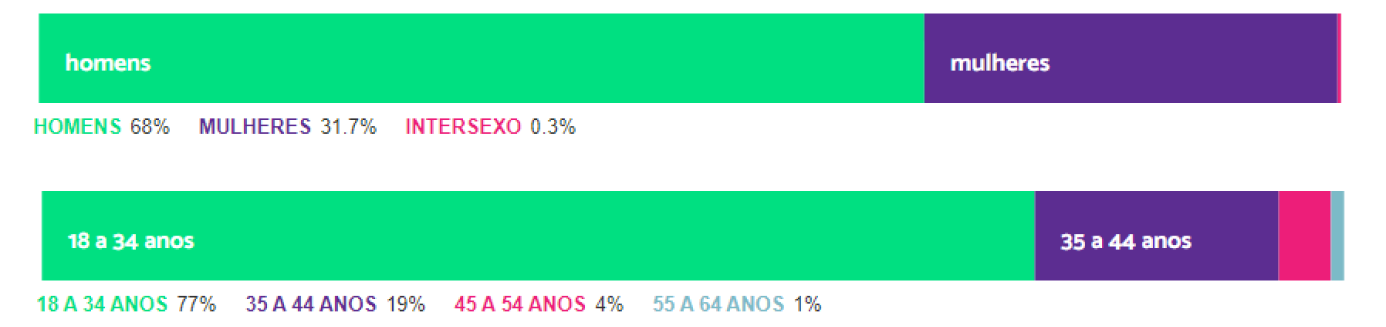 homens mulheres
HOMENS 68% MULHERES 31.7% INTERSEXO 0.3%
18 a 34 anos 35 a 44 anos
18 A 34 ANOS 77% 35 A 44 ANOS 19% 45 A 54 ANOS 4% 55 A 64 ANOS 1%